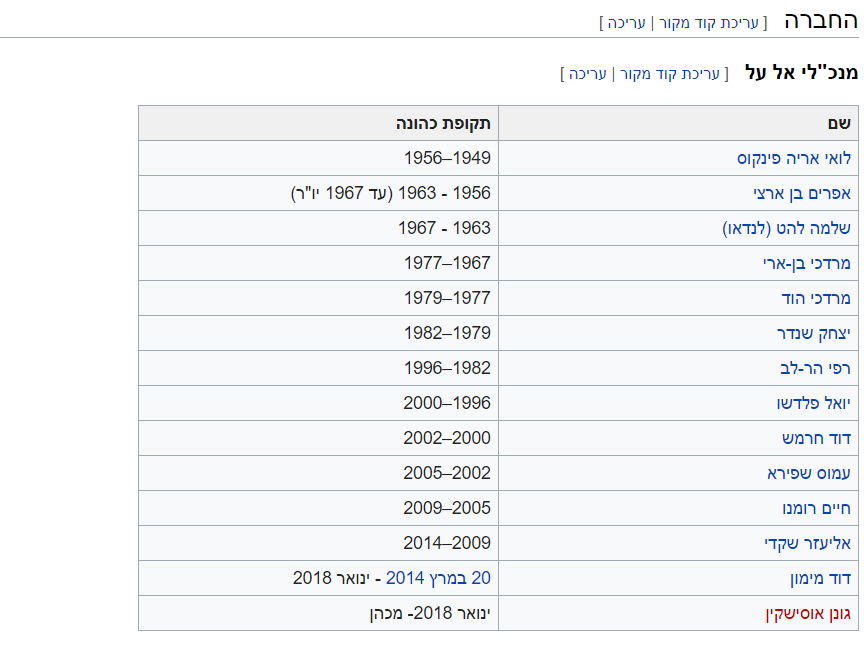 החברה [ עריכת קוד מקור | עריכה ]
מנכ"לי אל על [ עריכת קוד מקור | עריכה ]
שם תקופת כהונה
לואי אריה פינקוס 1949–1956
אפרים בן ארצי 1956 - 1963 (עד 1967 יו"ר)
שלמה להט (לנדאו) 1963 - 1967
מרדכי בן-ארי 1967–1977
מרדכי הוד 1977–1979
יצחק שנדר 1979–1982
רפי הר-לב 1982–1996
יואל פלדשו 1996–2000
דוד חרמש 2000–2002
עמוס שפירא 2002–2005
חיים רומנו 2005–2009
אליעזר שקדי 2009–2014
דוד מימון 20 במרץ 2014 - ינואר 2018
גונן אוסישקין ינואר 2018- מכהן